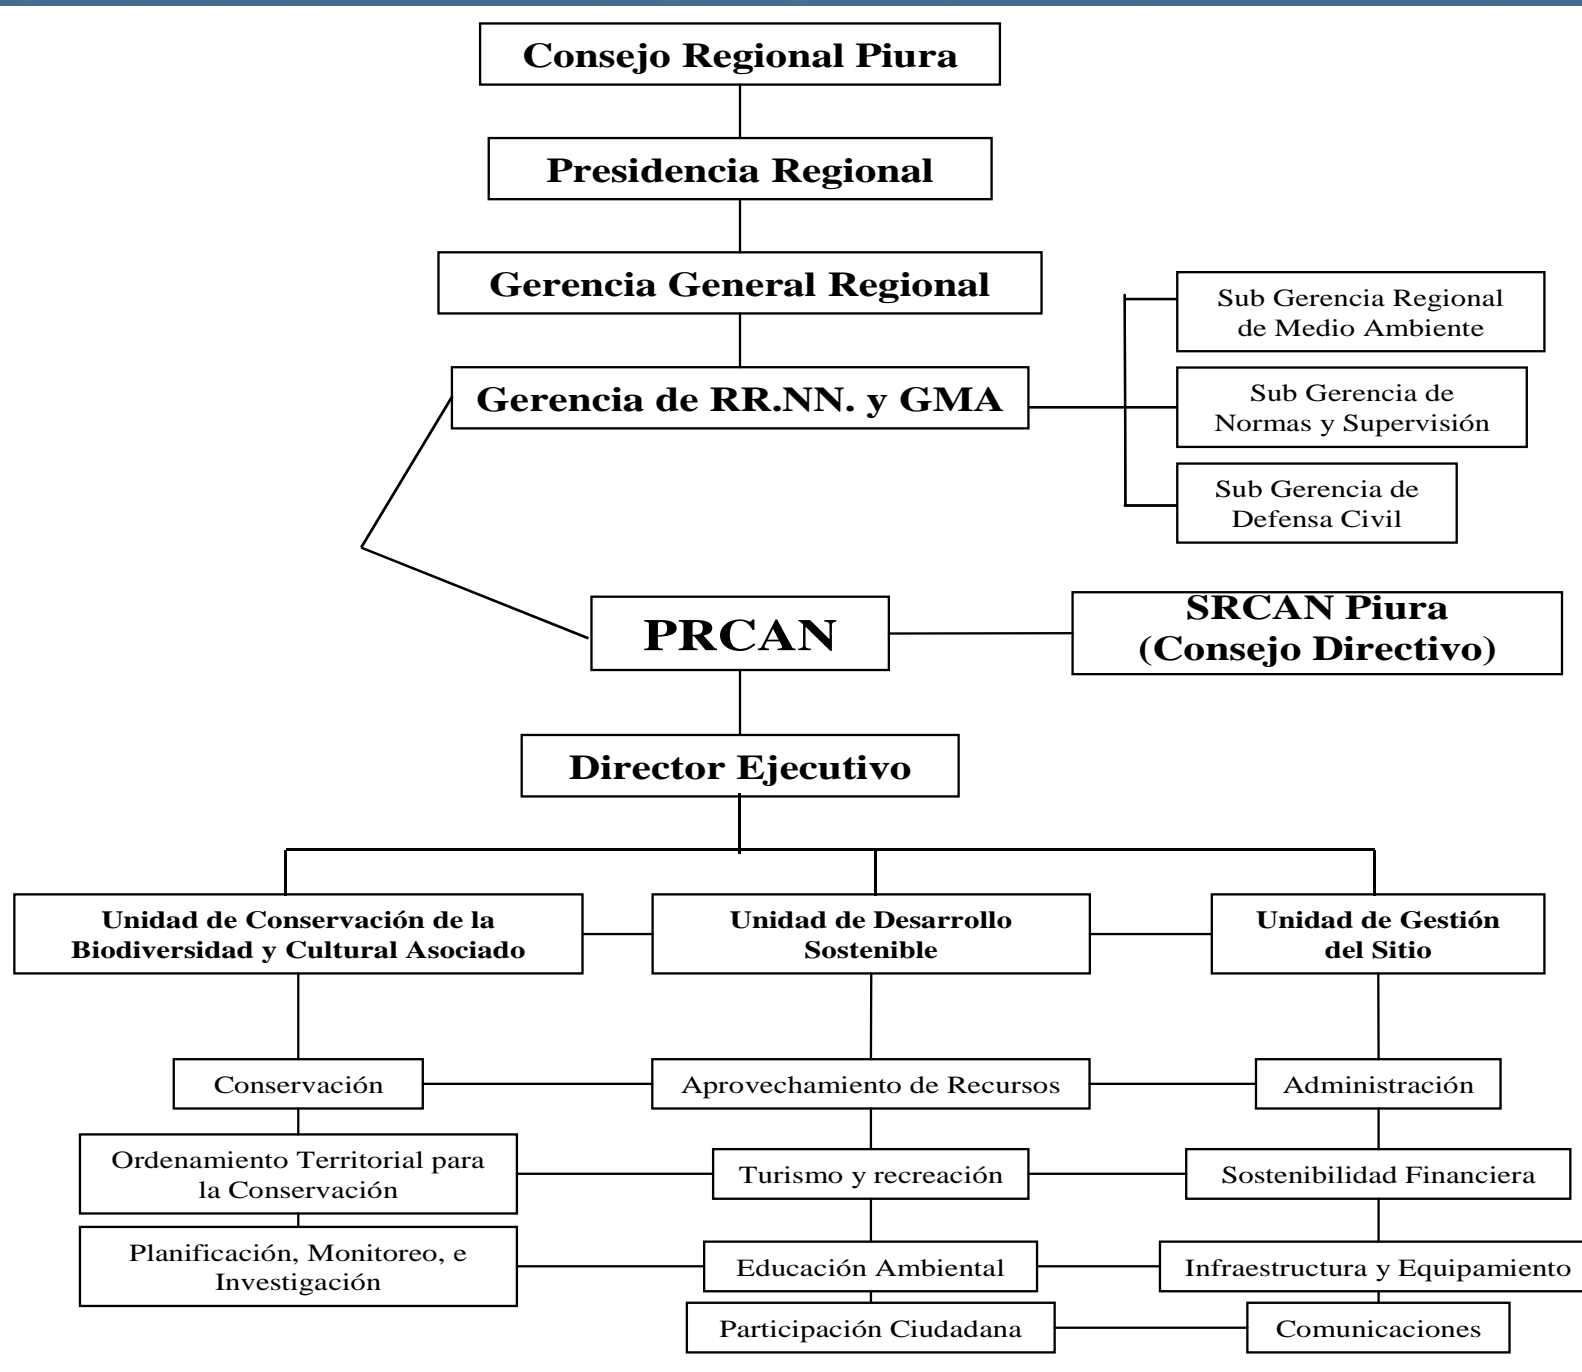 Consejo Regional Piura
Presidencia Regional
Gerencia General Regional
Sub Gerencia Regional
de Medio Ambiente
Gerencia de RR.NN. y GMA
Sub Gerencia de
Normas y Supervisión
Sub Gerencia de
Defensa Civil
PRCAN
SRCAN Piura
(Consejo Directivo)
Director Ejecutivo
Unidad de Conservación de la
Biodiversidad y Cultural Asociado
Unidad de Desarrollo
Sostenible
Unidad de Gestión
del Sitio
Conservación
Aprovechamiento de Recursos
Administración
Ordenamiento Territorial para
la Conservación
Turismo y recreación
Sostenibilidad Financiera
Planificación, Monitoreo, e
Investigación
Educación Ambiental
Infraestructura y Equipamiento
Participación Ciudadana
Comunicaciones